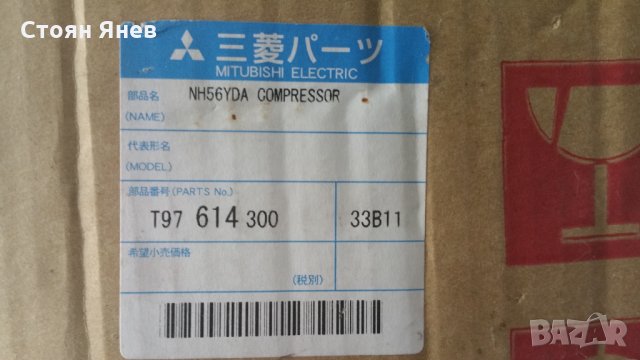 Стоян Янев
三菱パーツ
MITUBISHI ELECTRIC
部品名 NH56YDA COMPRESSOR
(NAME)
代表形名
(MODEL)
部品番号(PARTS No.)
T97 614 300 33B11
希望小売価格
(税別)
BAZAR.bg